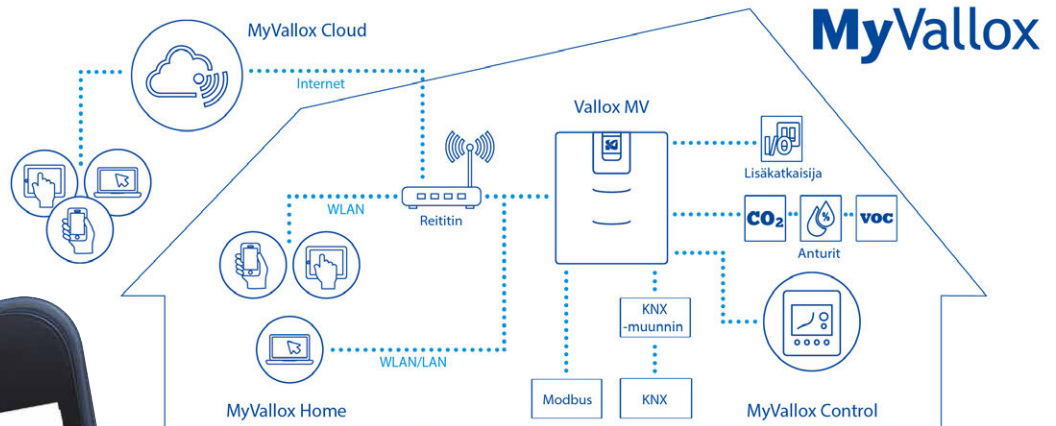 MyVallox
MyVallox Cloud
Internet
Vallox MV
I/0
Lisäkatkaisija
WLAN
Reititin
CO₂
%
VOC
Anturit
KNX
-muunnin
WLAN/LAN
Modbus
KNX
MyVallox Home
MyVallox Control